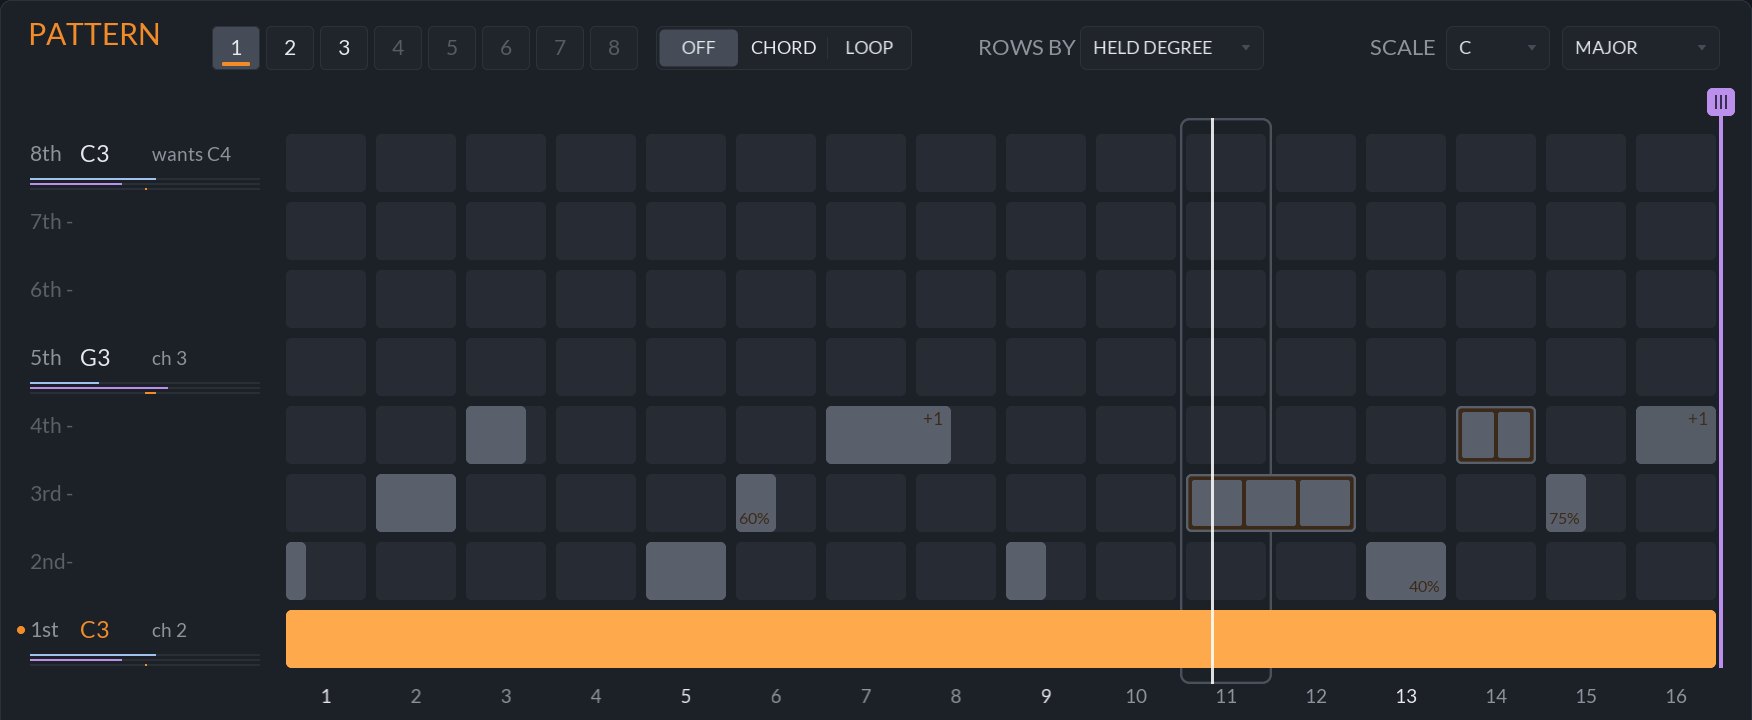 PATTERN 1 2 3 4 5 6 7 8 OFF CHORD LOOP ROWS BY HELD DEGREE SCALE C MAJOR
8th C3 wants C4
7th -
6th -
5th G3 ch 3
4th - +1 +1
3rd - 60% 75%
2nd- 40%
1st C3 ch 2
1 2 3 4 5 6 7 8 9 10 11 12 13 14 15 16